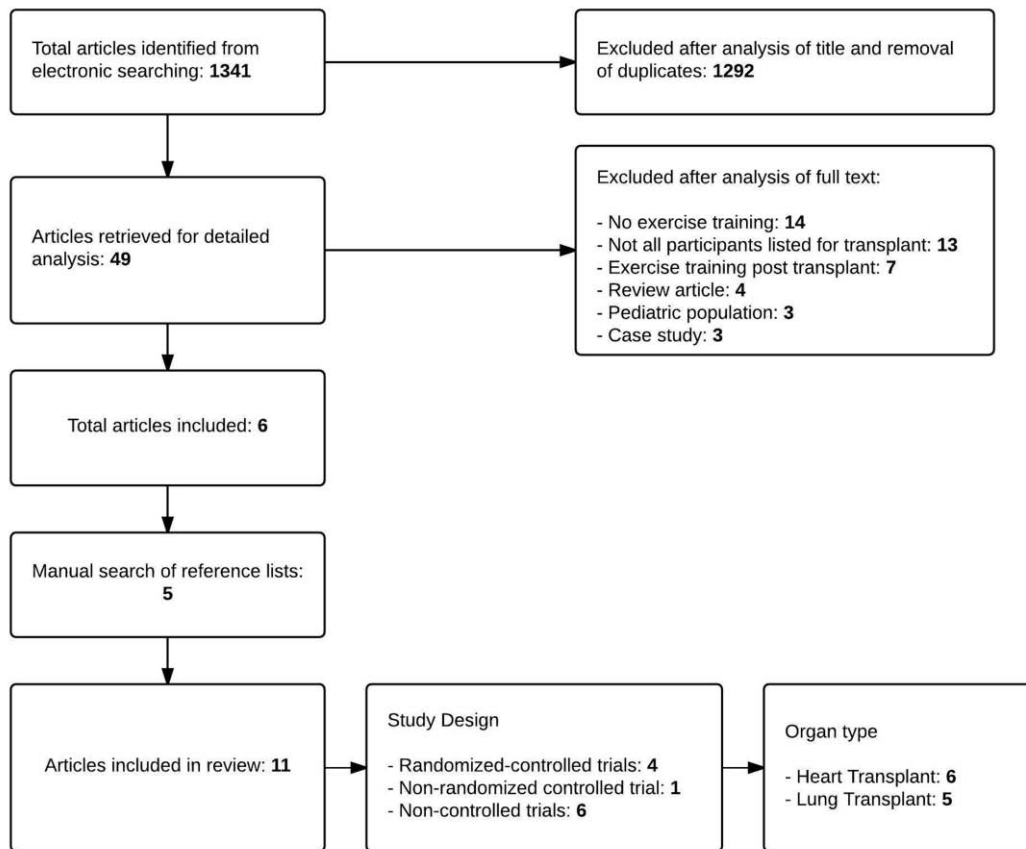 Total articles identified from
electronic searching: 1341
Excluded after analysis of title and removal
of duplicates: 1292
Articles retrieved for detailed
analysis: 49
Excluded after analysis of full text:
- No exercise training: 14
- Not all participants listed for transplant: 13
- Exercise training post transplant: 7
- Review article: 4
- Pediatric population: 3
- Case study: 3
Total articles included: 6
Manual search of reference lists:
5
Articles included in review: 11
Study Design
- Randomized-controlled trials: 4
- Non-randomized controlled trial: 1
- Non-controlled trials: 6
Organ type
- Heart Transplant: 6
- Lung Transplant: 5